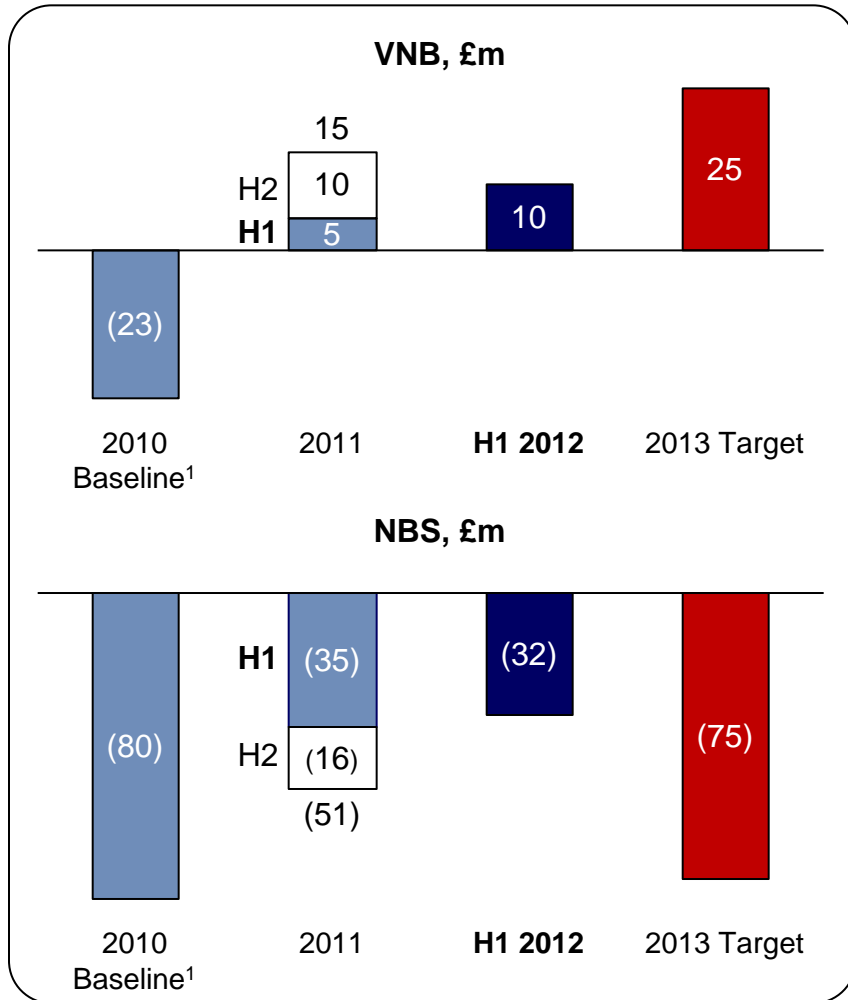 VNB, £m
15
H2
10
25
H1
5
10
(23)
2010
Baseline¹
2011
H1 2012
2013 Target
NBS, £m
H1
(35)
(32)
(80)
(75)
H2
(16)
(51)
2010
Baseline¹
2011
H1 2012
2013 Target